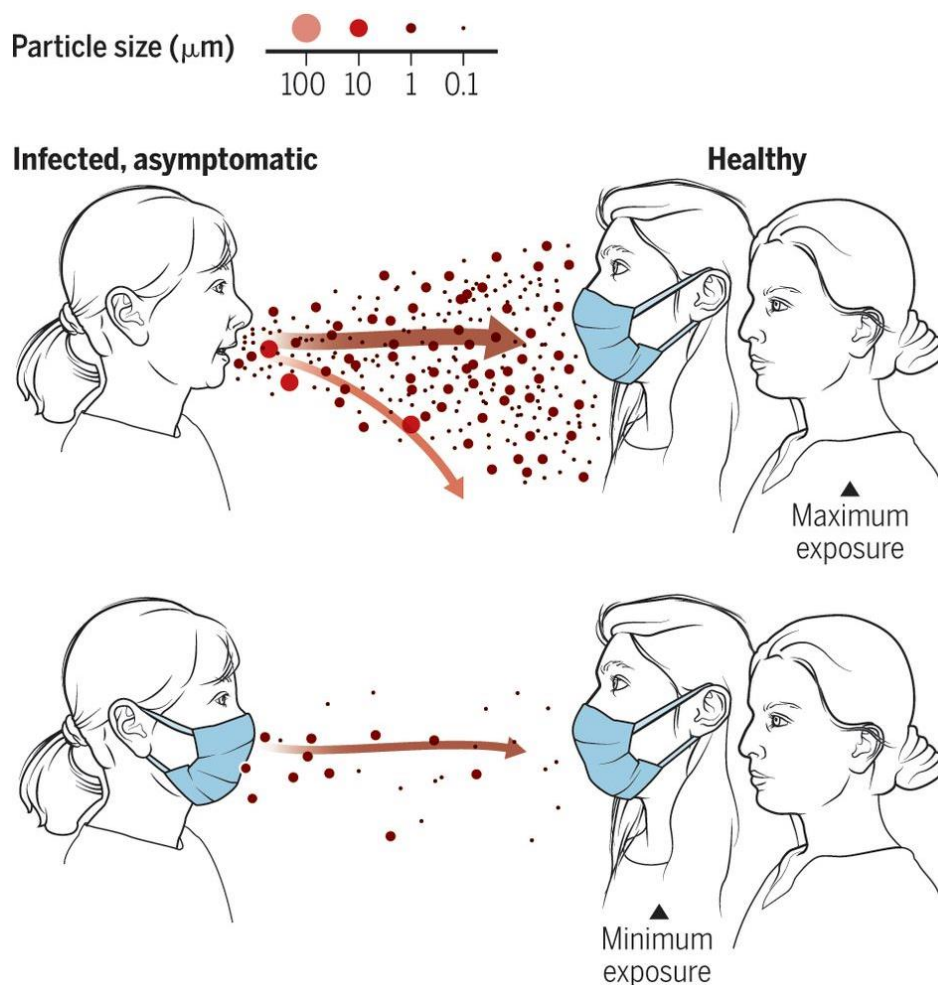 Particle size (μm)
100 10 1 0.1
Infected, asymptomatic
Healthy
Maximum
exposure
Minimum
exposure